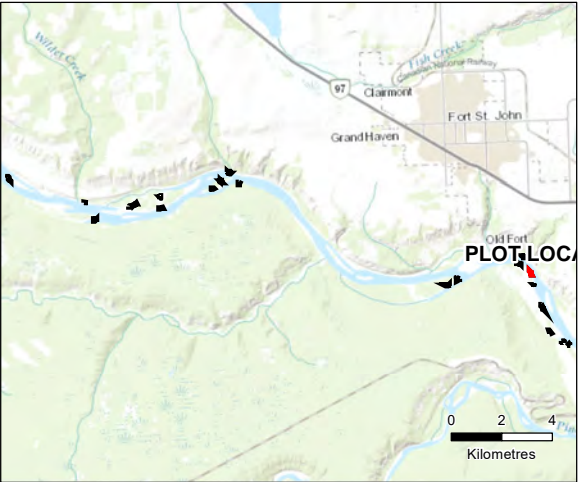 Wilder Creek
Fish Creek
Canadian National Railway
97
Clairmont
Fort St. John
Grand Haven
Old Fort
PLOT LOCA
0 2 4
Kilometres
Pin